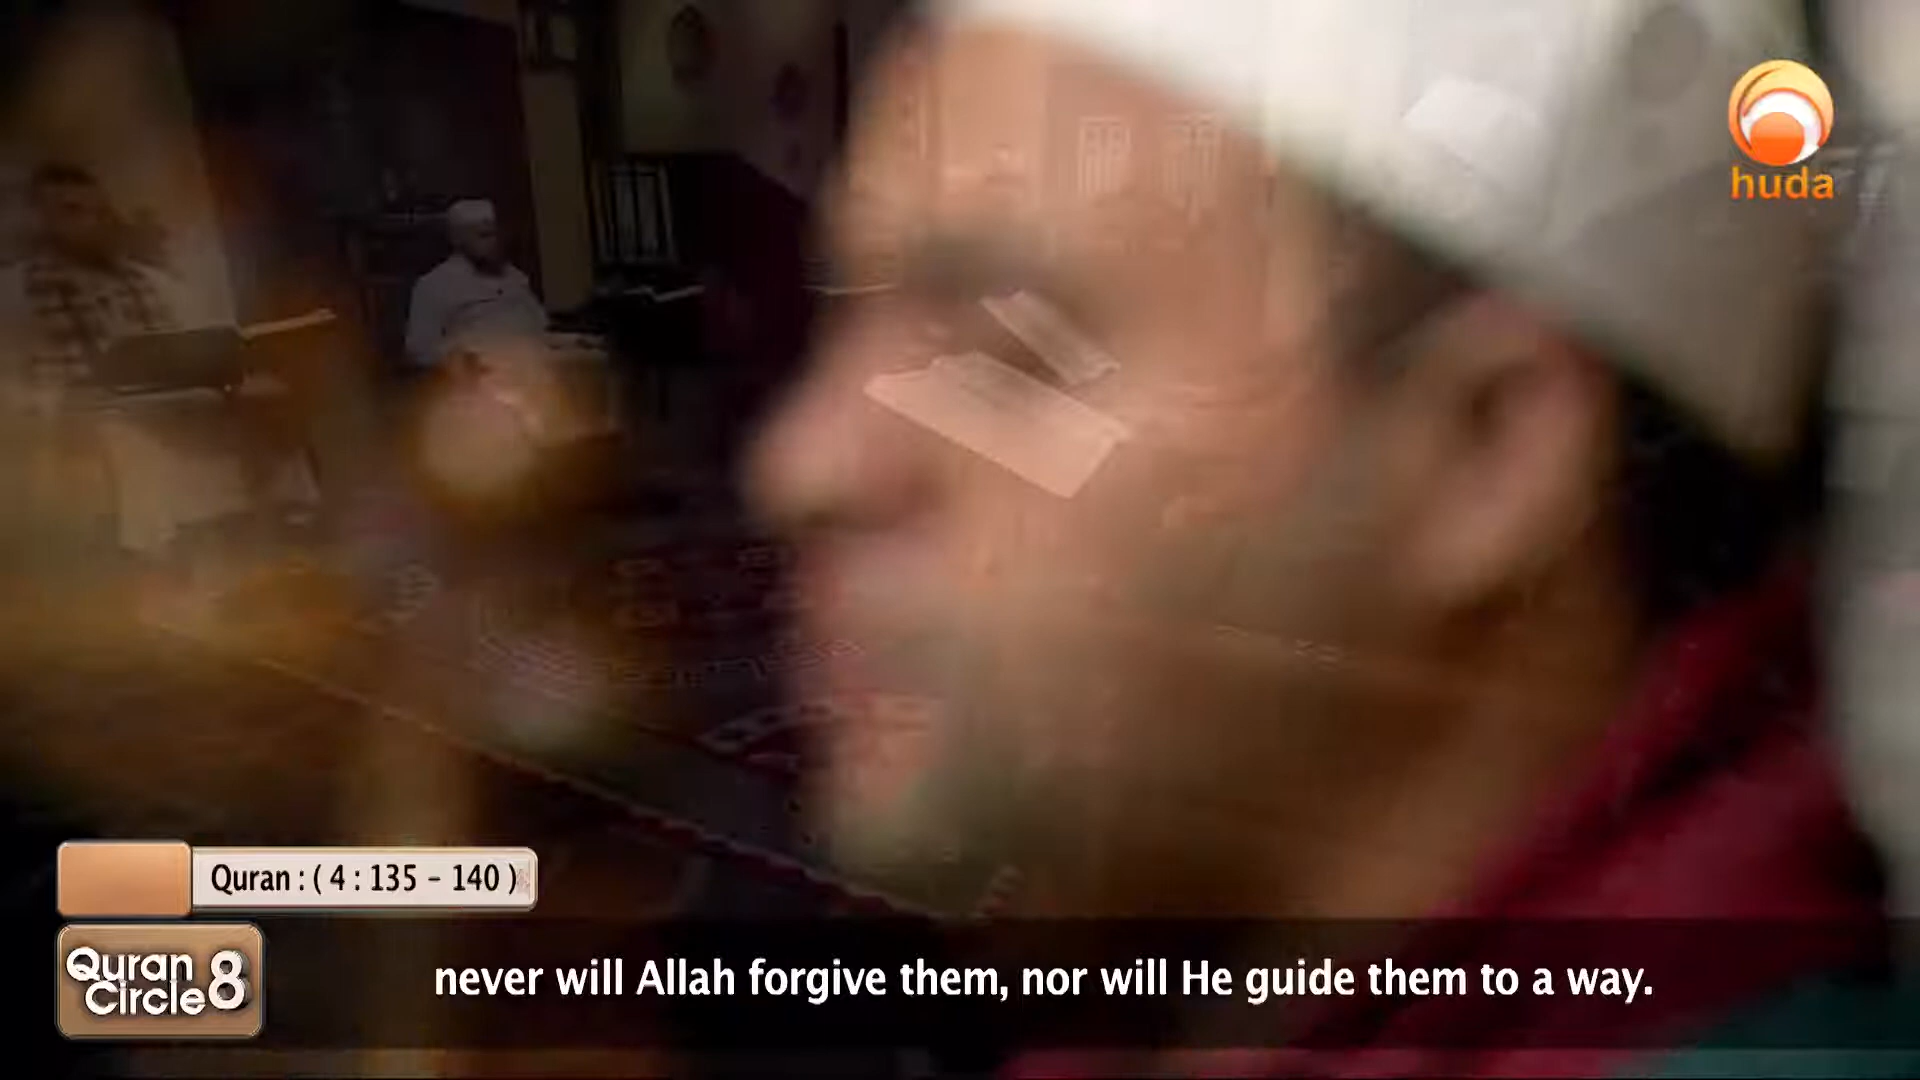 huda
Quran : ( 4 : 135 - 140 )
Quran
Circle 8
never will Allah forgive them, nor will He guide them to a way.